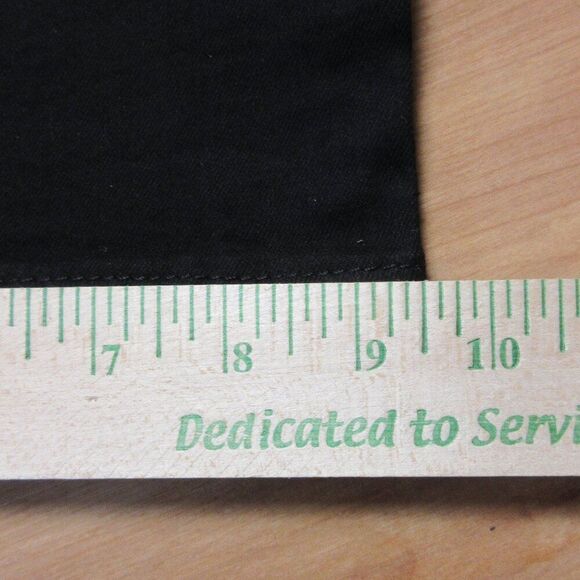 7 8 9 10
Dedicated to Servi